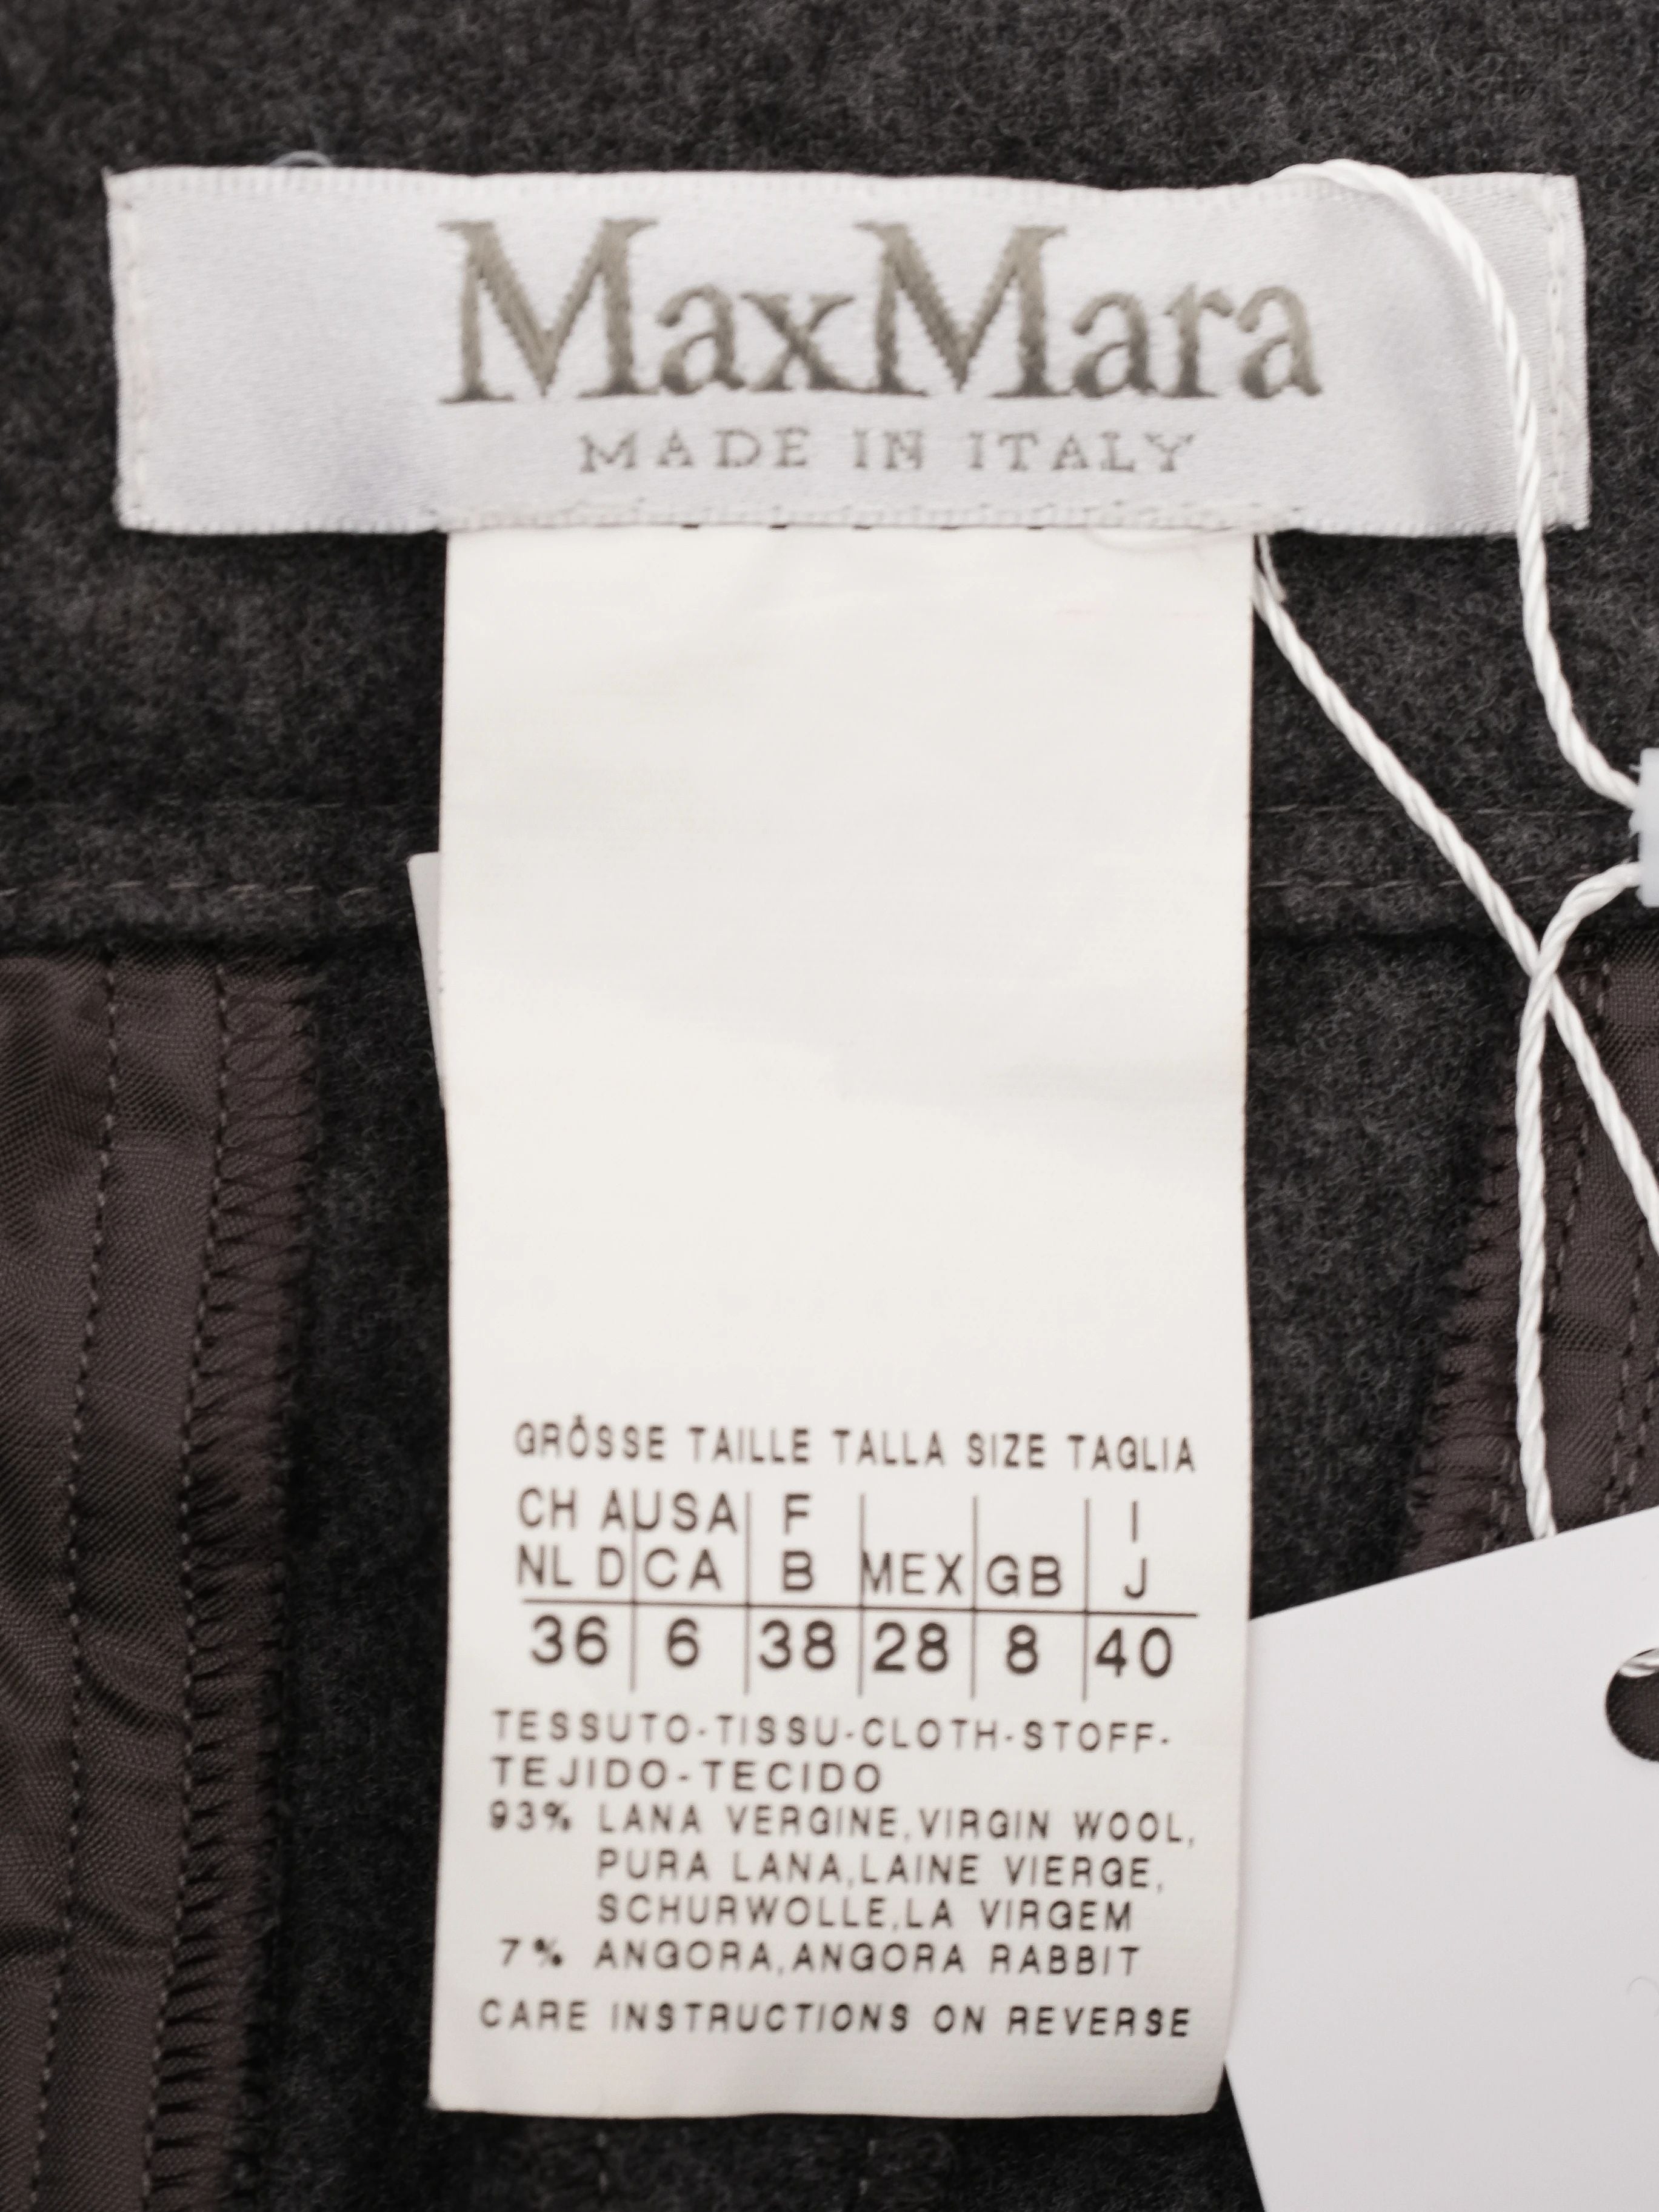 MaxMara
MADE IN ITALY
GRÖSSE TAILLE TALLA SIZE TAGLIA
CH A USA F I
NL D CA B MEX GB J
36 6 38 28 8 40
TESSUTO-TISSU-CLOTH-STOFF-
TEJIDO-TECIDO
93% LANA VERGINE,VIRGIN WOOL,
PURA LANA,LAINE VIERGE,
SCHURWOLLE,LA VIRGEM
7% ANGORA,ANGORA RABBIT
CARE INSTRUCTIONS ON REVERSE